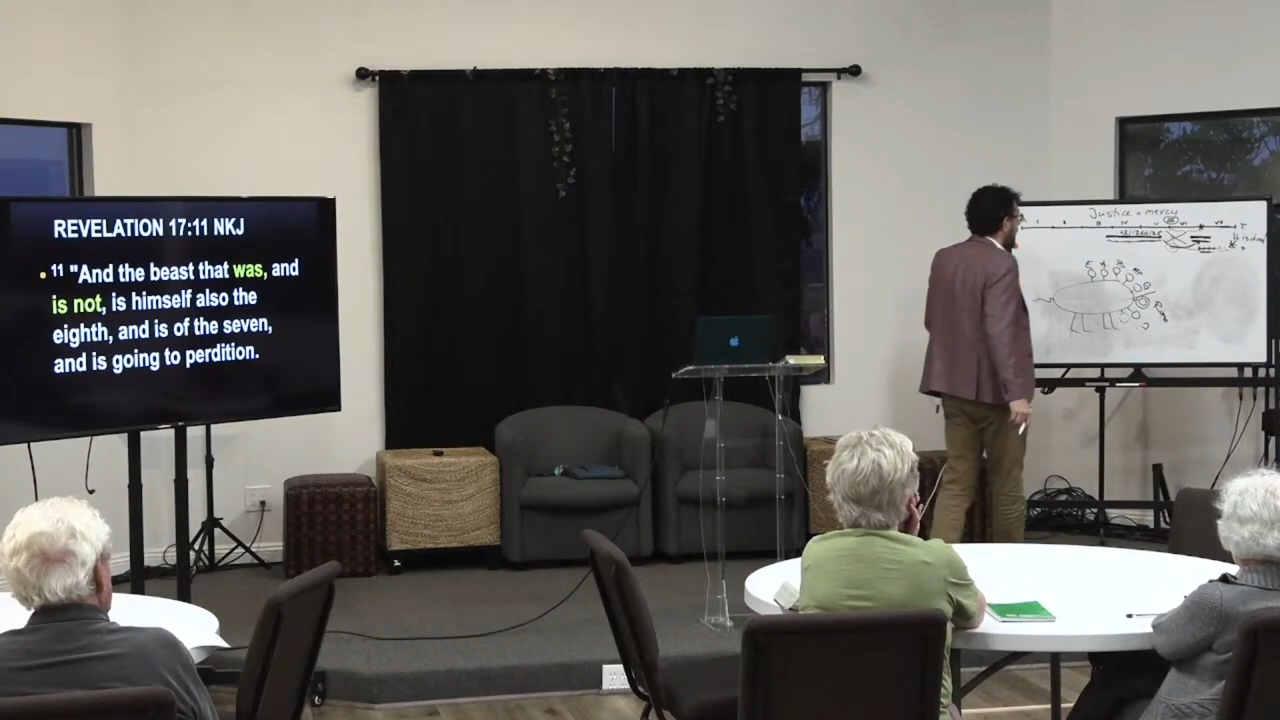 REVELATION 17:11 NKJ
• 11 "And the beast that was, and
is not, is himself also the
eighth, and is of the seven,
and is going to perdition.
Justice + mercy